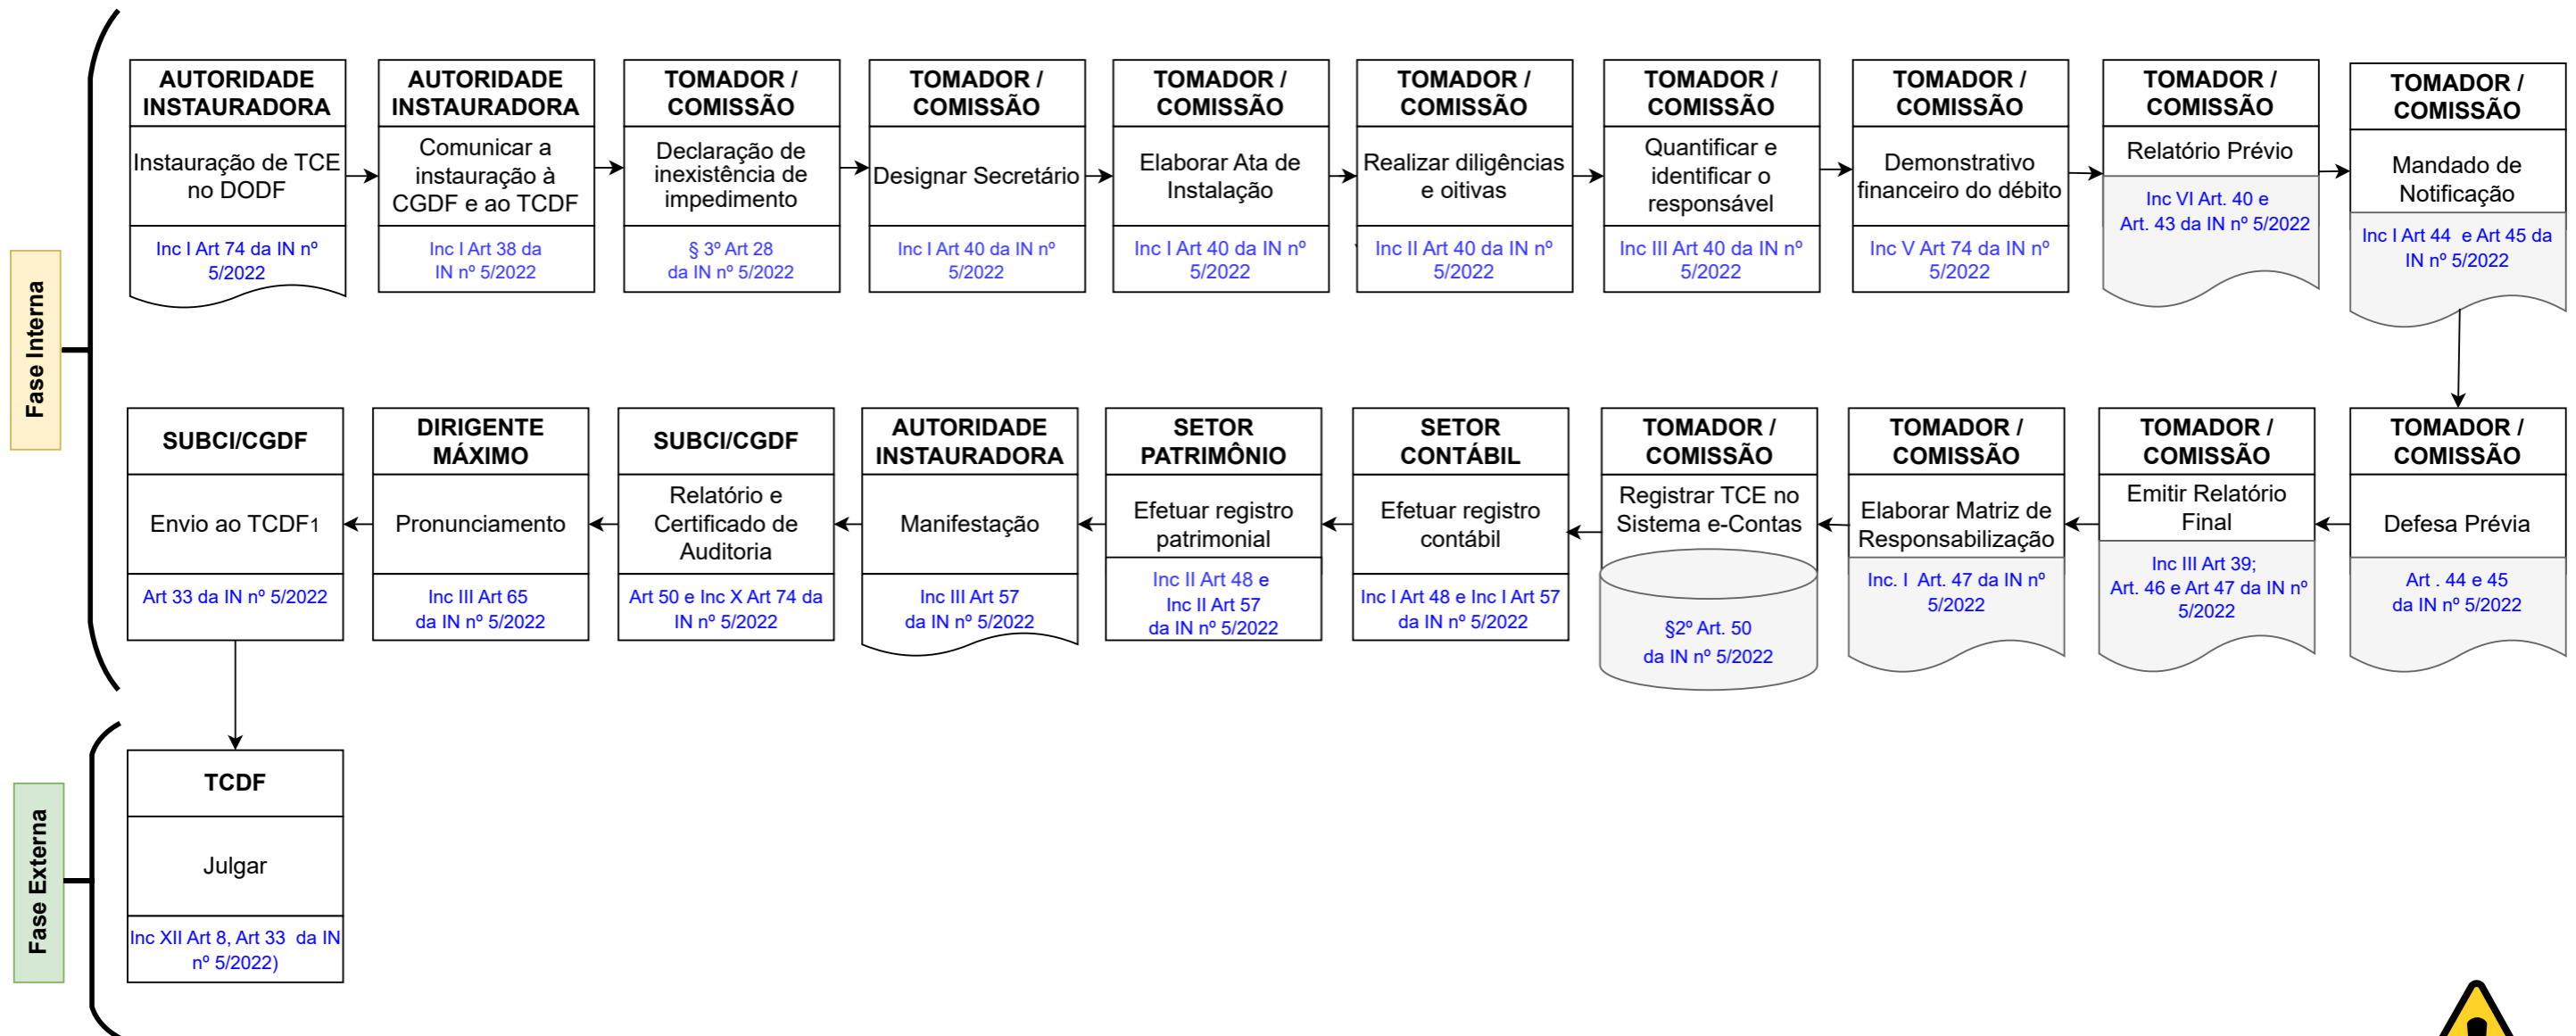 Fase Interna
AUTORIDADE
INSTAURADORA
Instauração de TCE
no DODF
Inc I Art 74 da IN nº
5/2022
AUTORIDADE
INSTAURADORA
Comunicar a
instauração à
CGDF e ao TCDF
Inc I Art 38 da
IN nº 5/2022
TOMADOR /
COMISSÃO
Declaração de
inexistência de
impedimento
§ 3º Art 28
da IN nº 5/2022
TOMADOR /
COMISSÃO
Designar Secretário
Inc I Art 40 da IN nº
5/2022
TOMADOR /
COMISSÃO
Elaborar Ata de
Instalação
Inc I Art 40 da IN nº
5/2022
TOMADOR /
COMISSÃO
Realizar diligências
e oitivas
Inc II Art 40 da IN nº
5/2022
TOMADOR /
COMISSÃO
Quantificar e
identificar o
responsável
Inc III Art 40 da IN nº
5/2022
TOMADOR /
COMISSÃO
Demonstrativo
financeiro do débito
Inc V Art 74 da IN nº
5/2022
TOMADOR /
COMISSÃO
Relatório Prévio
Inc VI Art. 40 e
Art. 43 da IN nº 5/2022
TOMADOR /
COMISSÃO
Mandado de
Notificação
Inc I Art 44 e Art 45 da
IN nº 5/2022
TOMADOR /
COMISSÃO
Defesa Prévia
Art . 44 e 45
da IN nº 5/2022
TOMADOR /
COMISSÃO
Emitir Relatório
Final
Inc III Art 39;
Art. 46 e Art 47 da IN nº
5/2022
TOMADOR /
COMISSÃO
Elaborar Matriz de
Responsabilização
Inc. I Art. 47 da IN nº
5/2022
TOMADOR /
COMISSÃO
Registrar TCE no
Sistema e-Contas
§2º Art. 50
da IN nº 5/2022
SETOR
CONTÁBIL
Efetuar registro
contábil
Inc I Art 48 e Inc I Art 57
da IN nº 5/2022
SETOR
PATRIMÔNIO
Efetuar registro
patrimonial
Inc II Art 48 e
Inc II Art 57
da IN nº 5/2022
AUTORIDADE
INSTAURADORA
Manifestação
Inc III Art 57
da IN nº 5/2022
SUBCI/CGDF
Relatório e
Certificado de
Auditoria
Art 50 e Inc X Art 74 da
IN nº 5/2022
DIRIGENTE
MÁXIMO
Pronunciamento
Inc III Art 65
da IN nº 5/2022
SUBCI/CGDF
Envio ao TCDF1
Art 33 da IN nº 5/2022
Fase Externa
TCDF
Julgar
Inc XII Art 8, Art 33 da IN
nº 5/2022)